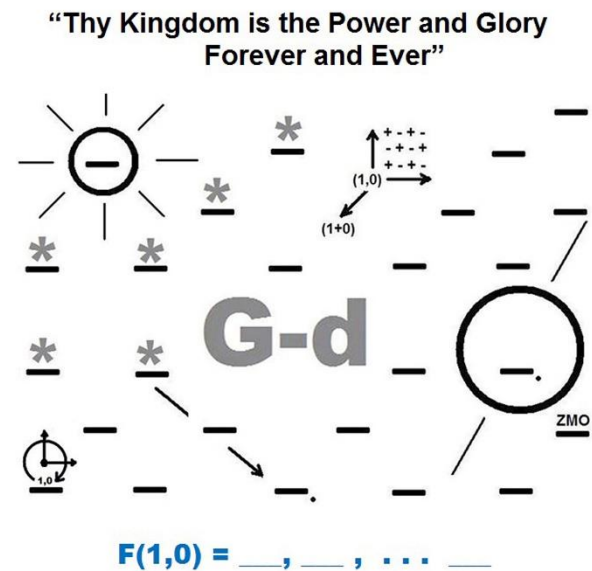 “Thy Kingdom is the Power and Glory
Forever and Ever”
* + - + -
- + - +
(1,0) + - + -
*
(1+0)
* *
G-d
* *
ZMO
1,0
F(1,0) = ___, ___ , . . . ___